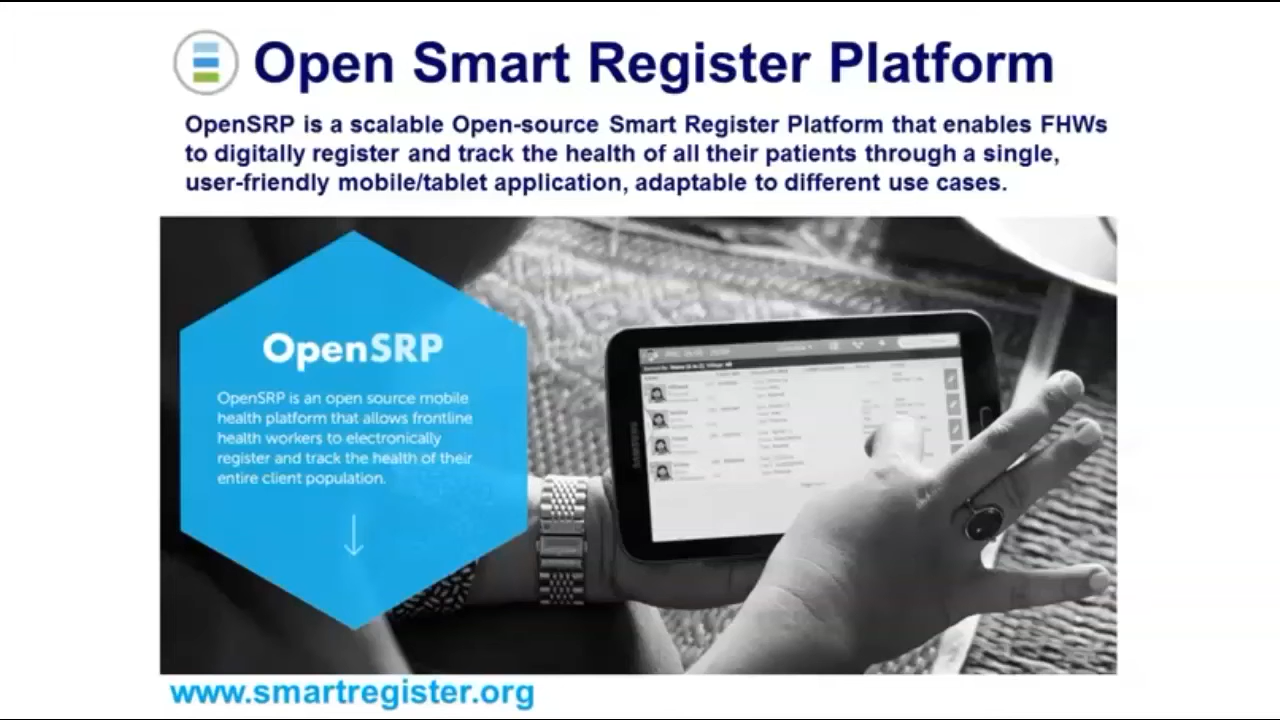 Open Smart Register Platform
OpenSRP is a scalable Open-source Smart Register Platform that enables FHWs
to digitally register and track the health of all their patients through a single,
user-friendly mobile/tablet application, adaptable to different use cases.
OpenSRP
OpenSRP is an open source mobile
health platform that allows frontline
health workers to electronically
register and track the health of their
entire client population.
SAMSUNG
www.smartregister.org